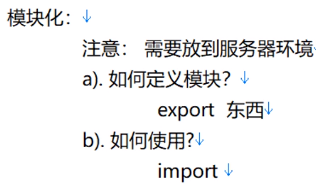 模块化：
注意： 需要放到服务器环境
a). 如何定义模块？
export 东西
b). 如何使用?
import